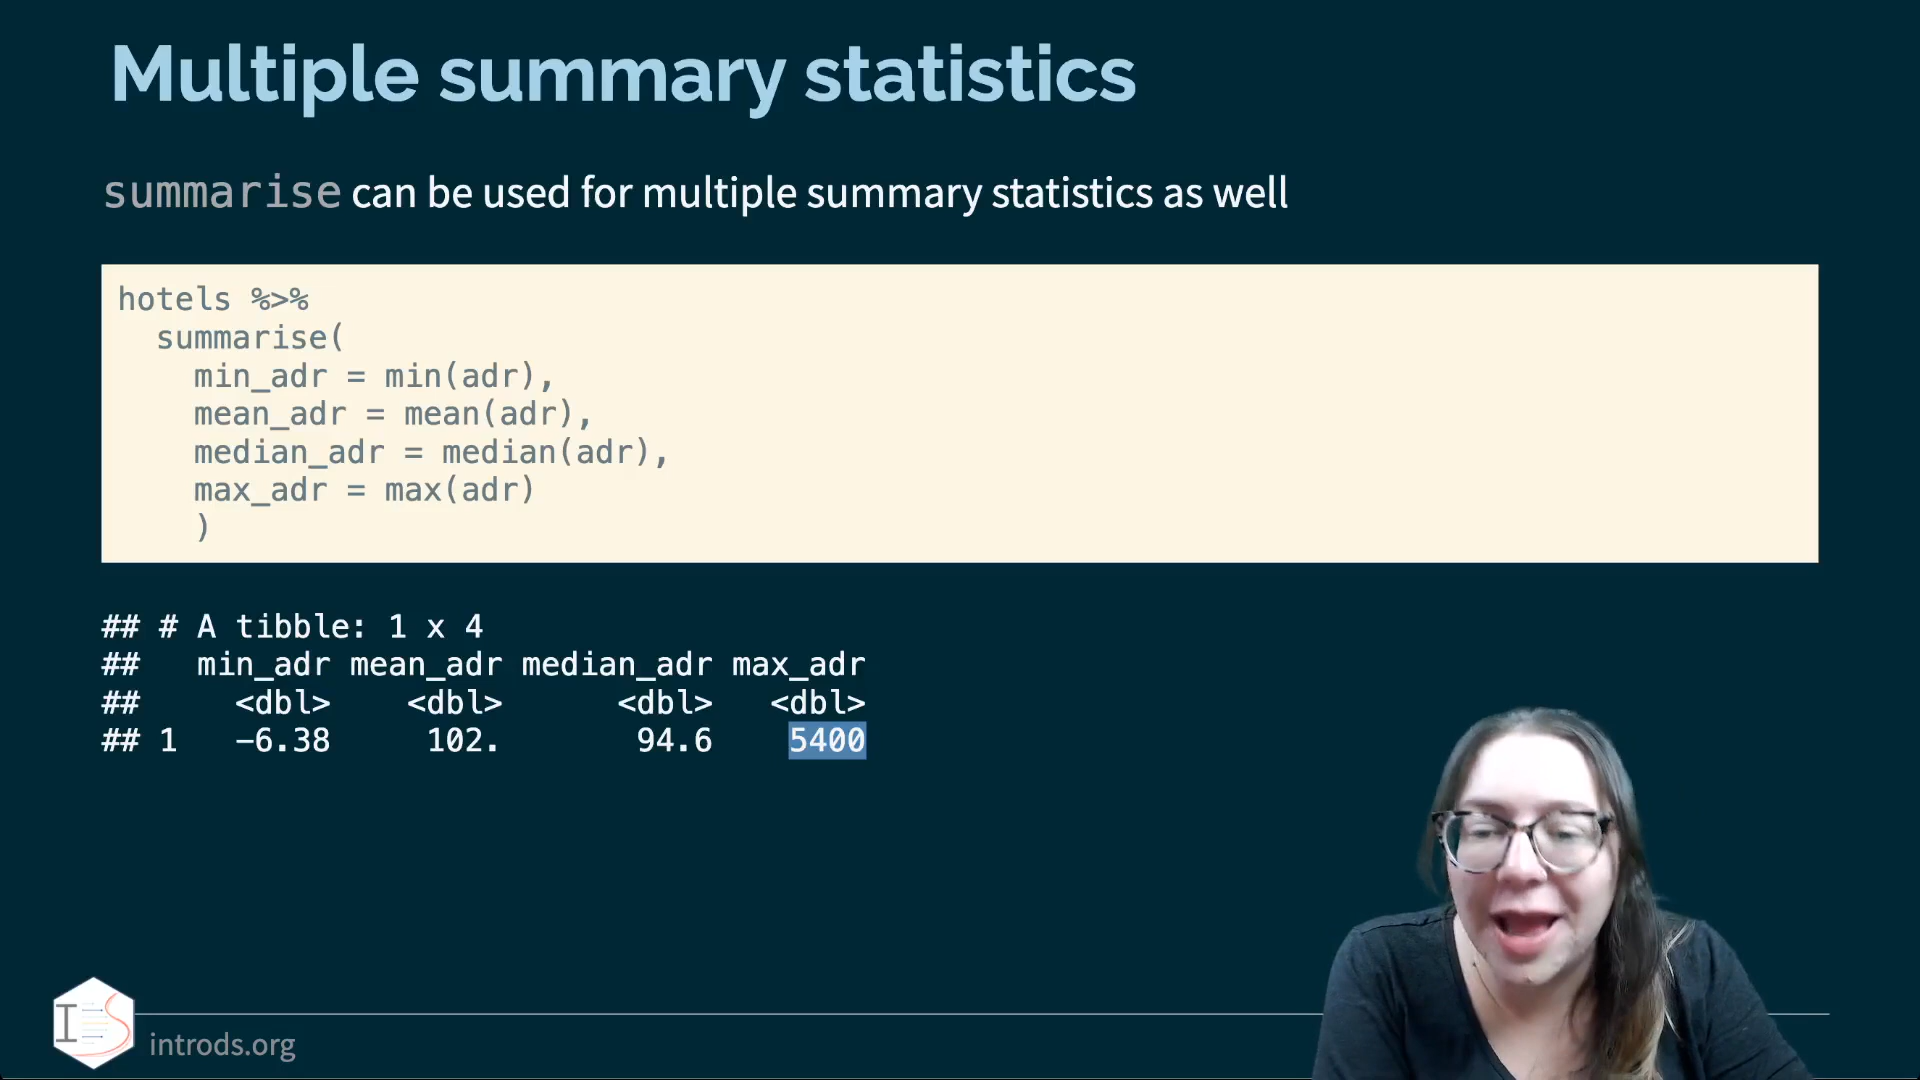 Multiple summary statistics
summarise can be used for multiple summary statistics as well
hotels %>%
  summarise(
    min_adr = min(adr),
    mean_adr = mean(adr),
    median_adr = median(adr),
    max_adr = max(adr)
    )
## # A tibble: 1 x 4
##   min_adr mean_adr median_adr max_adr
##     <dbl>    <dbl>      <dbl>   <dbl>
## 1   -6.38     102.       94.6    5400
IS
introds.org